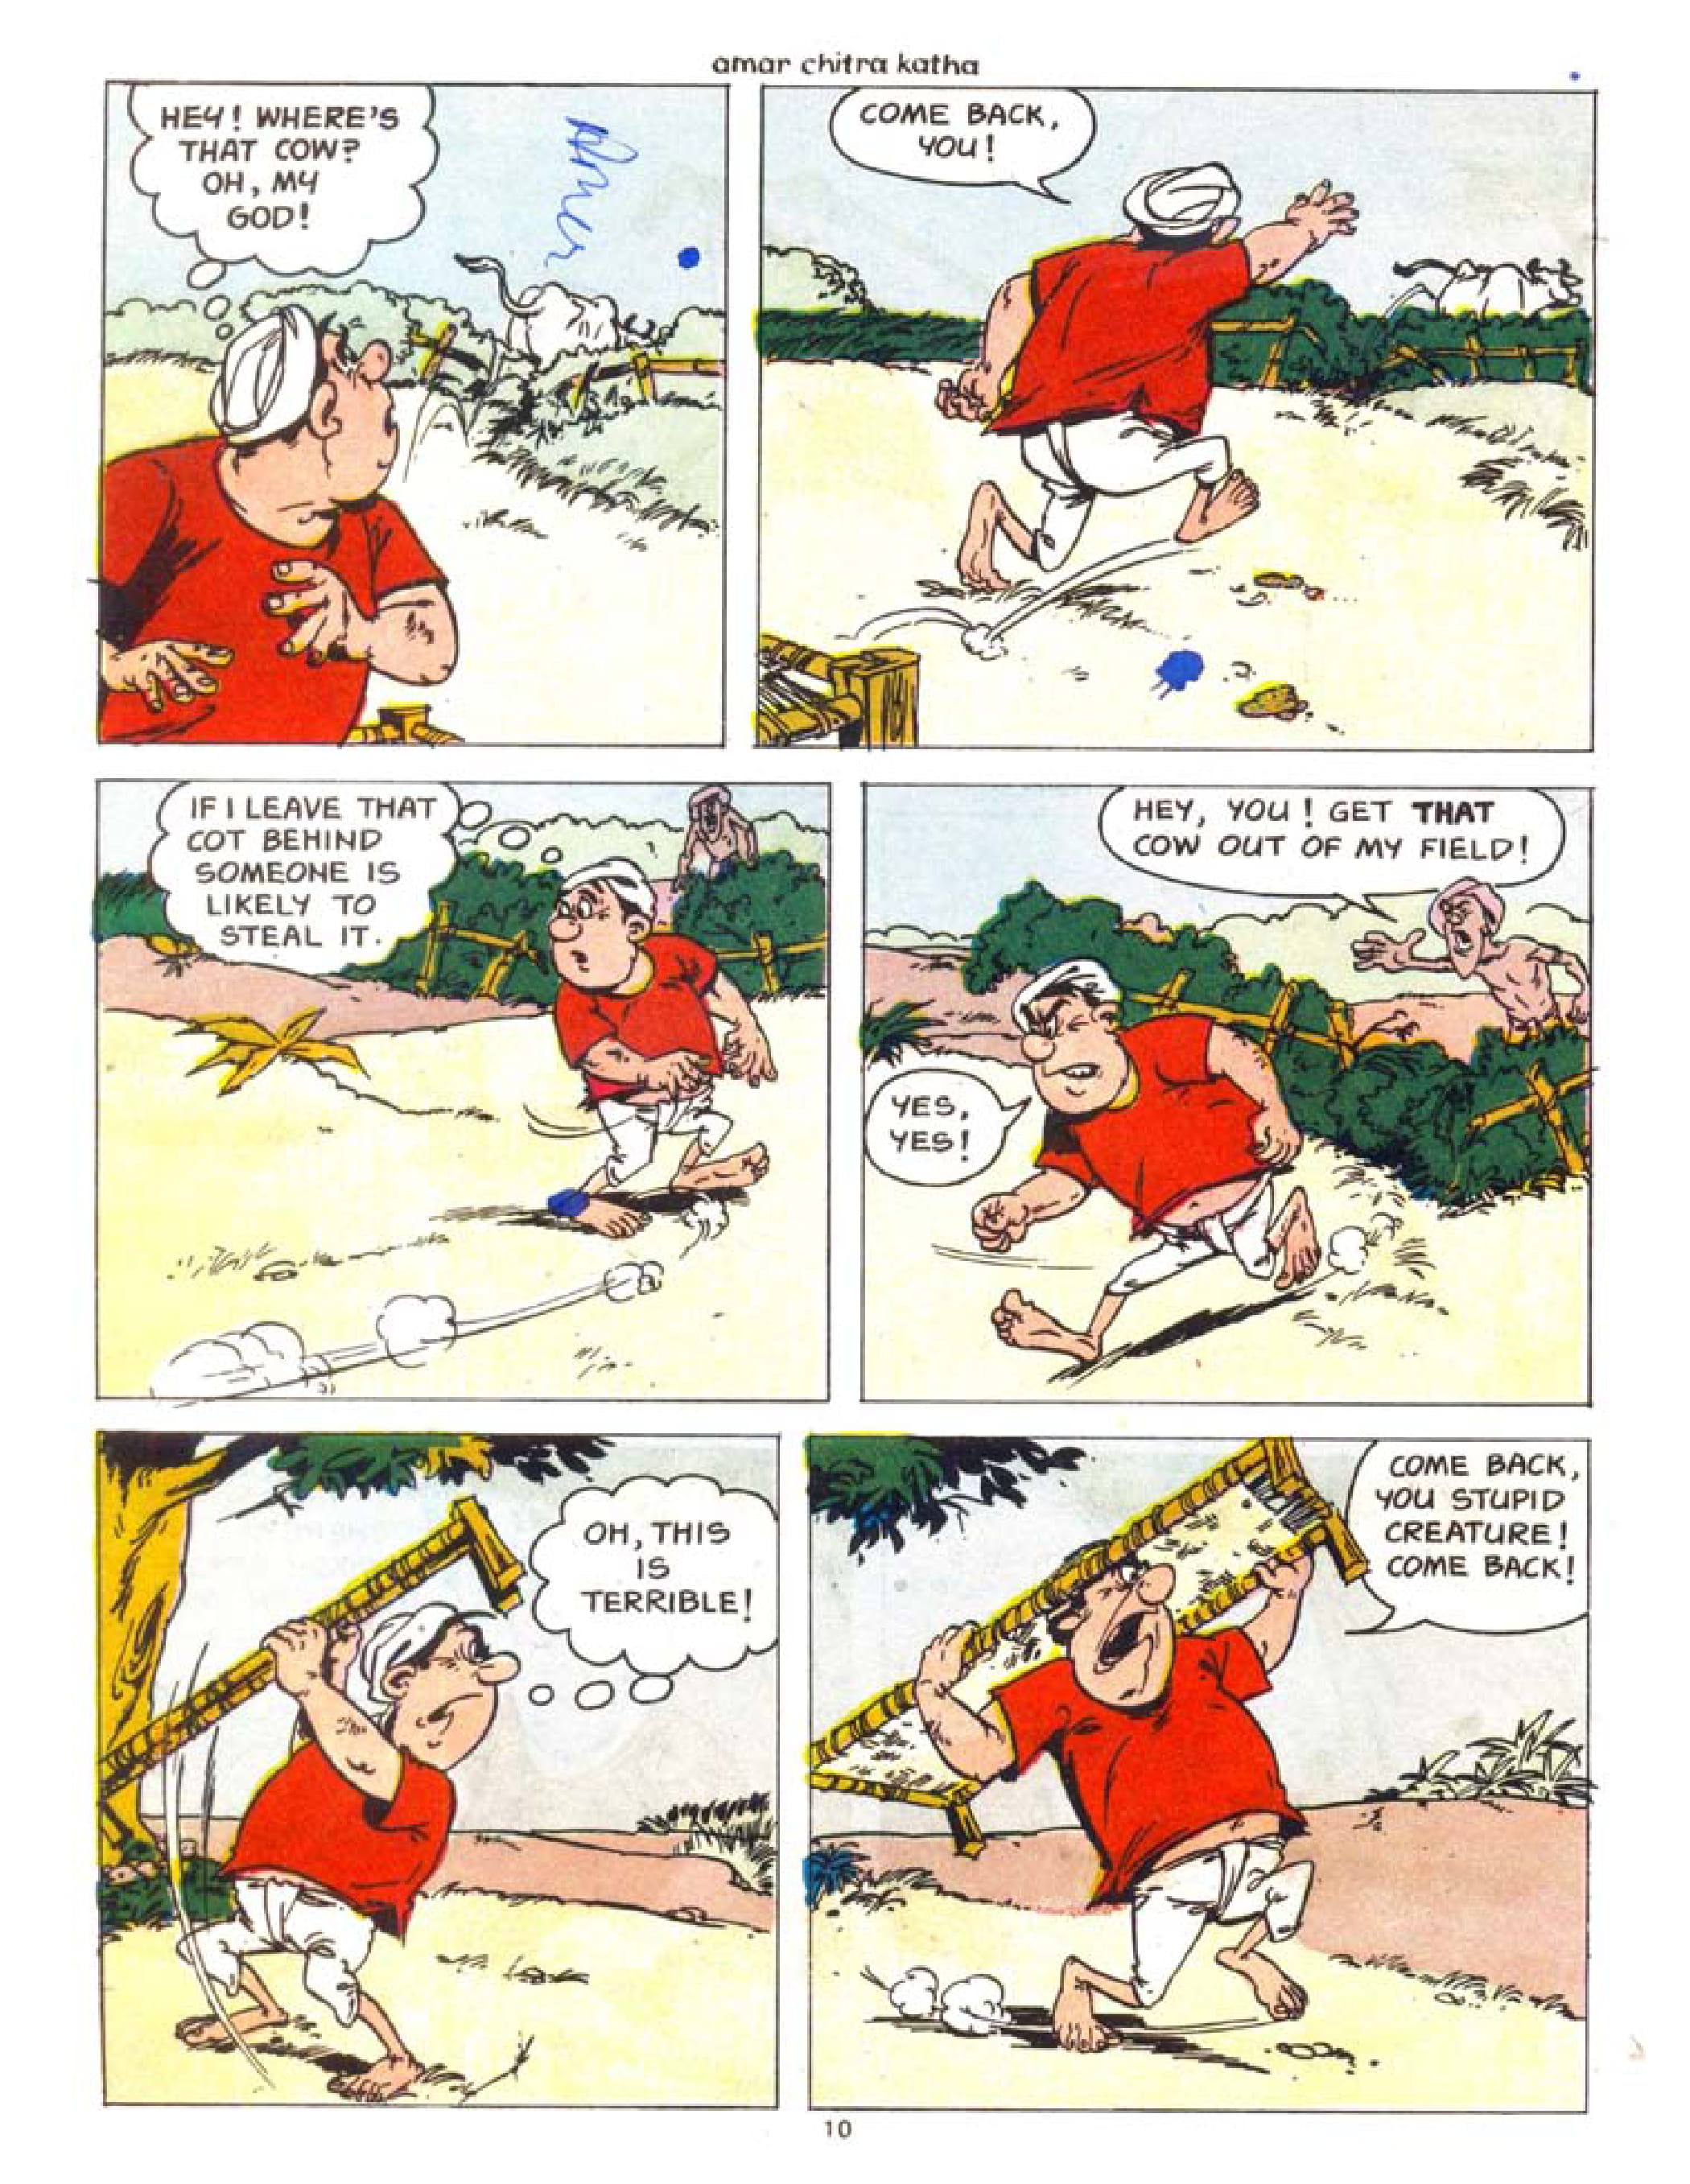 amar chitra katha
HEY! WHERE'S
THAT COW?
OH, MY
GOD!
COME BACK,
YOU!
IF I LEAVE THAT
COT BEHIND
SOMEONE IS
LIKELY TO
STEAL IT.
HEY, YOU! GET THAT
COW OUT OF MY FIELD!
YES,
YES!
OH, THIS
IS
TERRIBLE!
COME BACK,
YOU STUPID
CREATURE!
COME BACK!
10